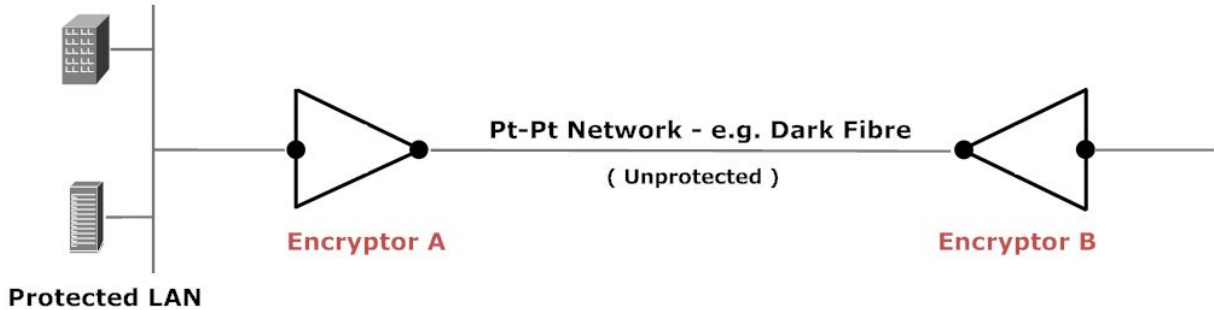 Pt-Pt Network - e.g. Dark Fibre
( Unprotected )
Encryptor A
Encryptor B
Protected LAN